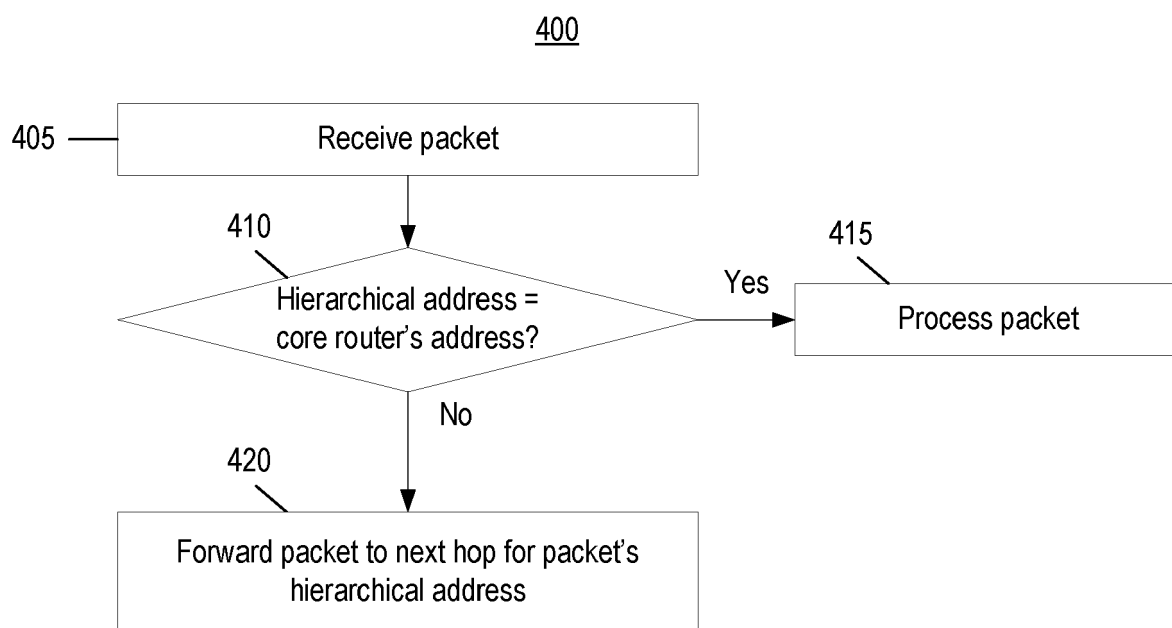 400
405
Receive packet
410
415
Hierarchical address =
core router's address?
Yes
Process packet
No
420
Forward packet to next hop for packet's
hierarchical address